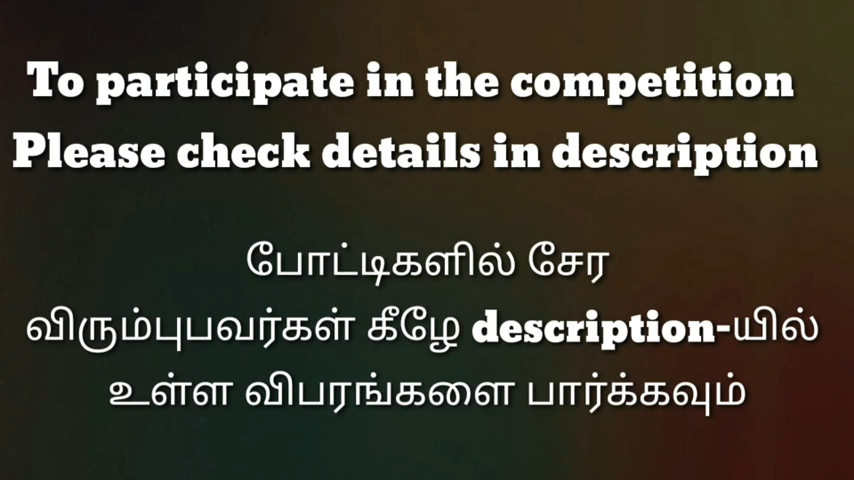 To participate in the competition
Please check details in description
போட்டிகளில் சேர
விரும்புபவர்கள் கீழே description-யில்
உள்ள விபரங்களை பார்க்கவும்